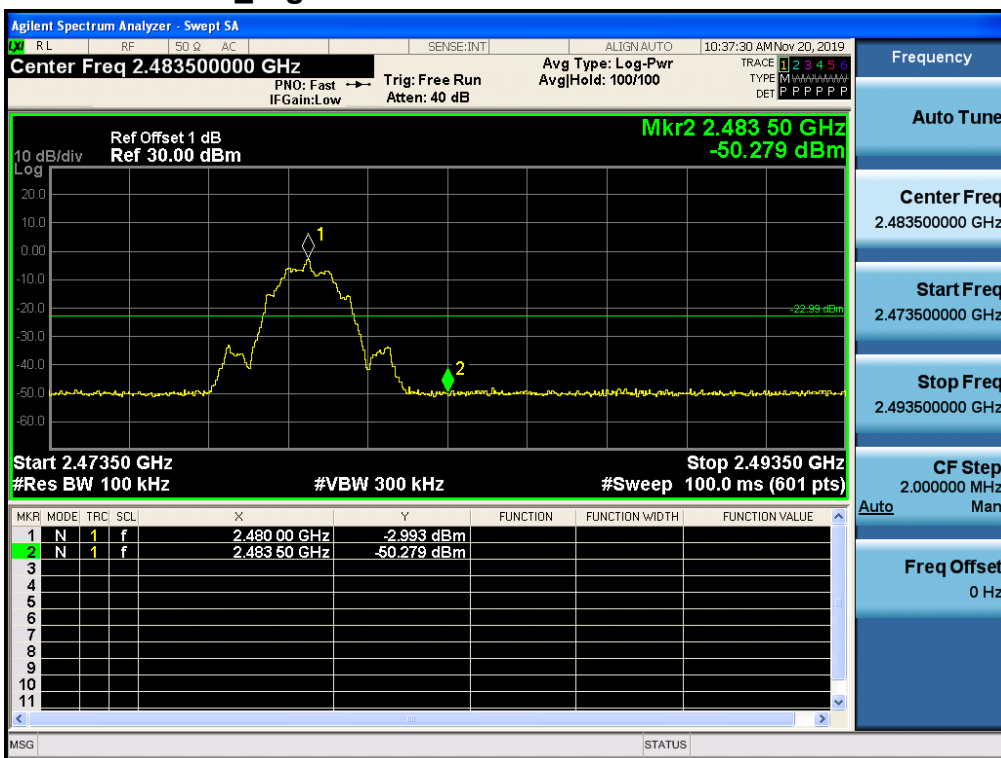 Agilent Spectrum Analyzer - Swept SA
LXI RL RF 50 Ω AC SENSE:INT ALIGN AUTO 10:37:30 AM Nov 20, 2019
Center Freq 2.483500000 GHz
PNO: Fast
IFGain:Low
Trig: Free Run
Atten: 40 dB
Avg Type: Log-Pwr
Avg|Hold: 100/100
TRACE 1 2 3 4 5 6
TYPE M
DET P P P P P P
Mkr2 2.483 50 GHz
-50.279 dBm
Ref Offset 1 dB
10 dB/div Ref 30.00 dBm
Log
20.0
10.0
0.00
-10.0
-20.0
-30.0
-40.0
-50.0
-60.0
1
-22.99 dBm
2
Start 2.47350 GHz Stop 2.49350 GHz
#Res BW 100 kHz #VBW 300 kHz #Sweep 100.0 ms (601 pts)
MKR MODE TRC SCL X Y FUNCTION FUNCTION WIDTH FUNCTION VALUE
1 N 1 f 2.480 00 GHz -2.993 dBm
2 N 1 f 2.483 50 GHz -50.279 dBm
3
4
5
6
7
8
9
10
11
MSG STATUS
Frequency
Auto Tune
Center Freq
2.483500000 GHz
Start Freq
2.473500000 GHz
Stop Freq
2.493500000 GHz
CF Step
2.000000 MHz
Auto Man
Freq Offset
0 Hz